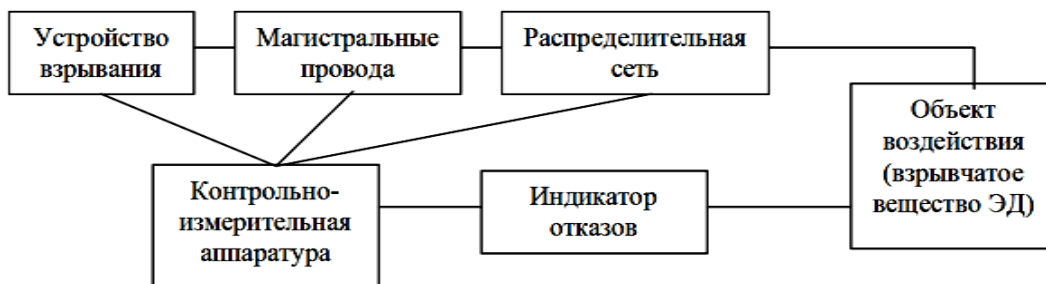 Устройство
взрывания
Магистральные
провода
Распределительная
сеть
Объект
воздействия
(взрывчатое
вещество ЭД)
Контрольно-
измерительная
аппаратура
Индикатор
отказов